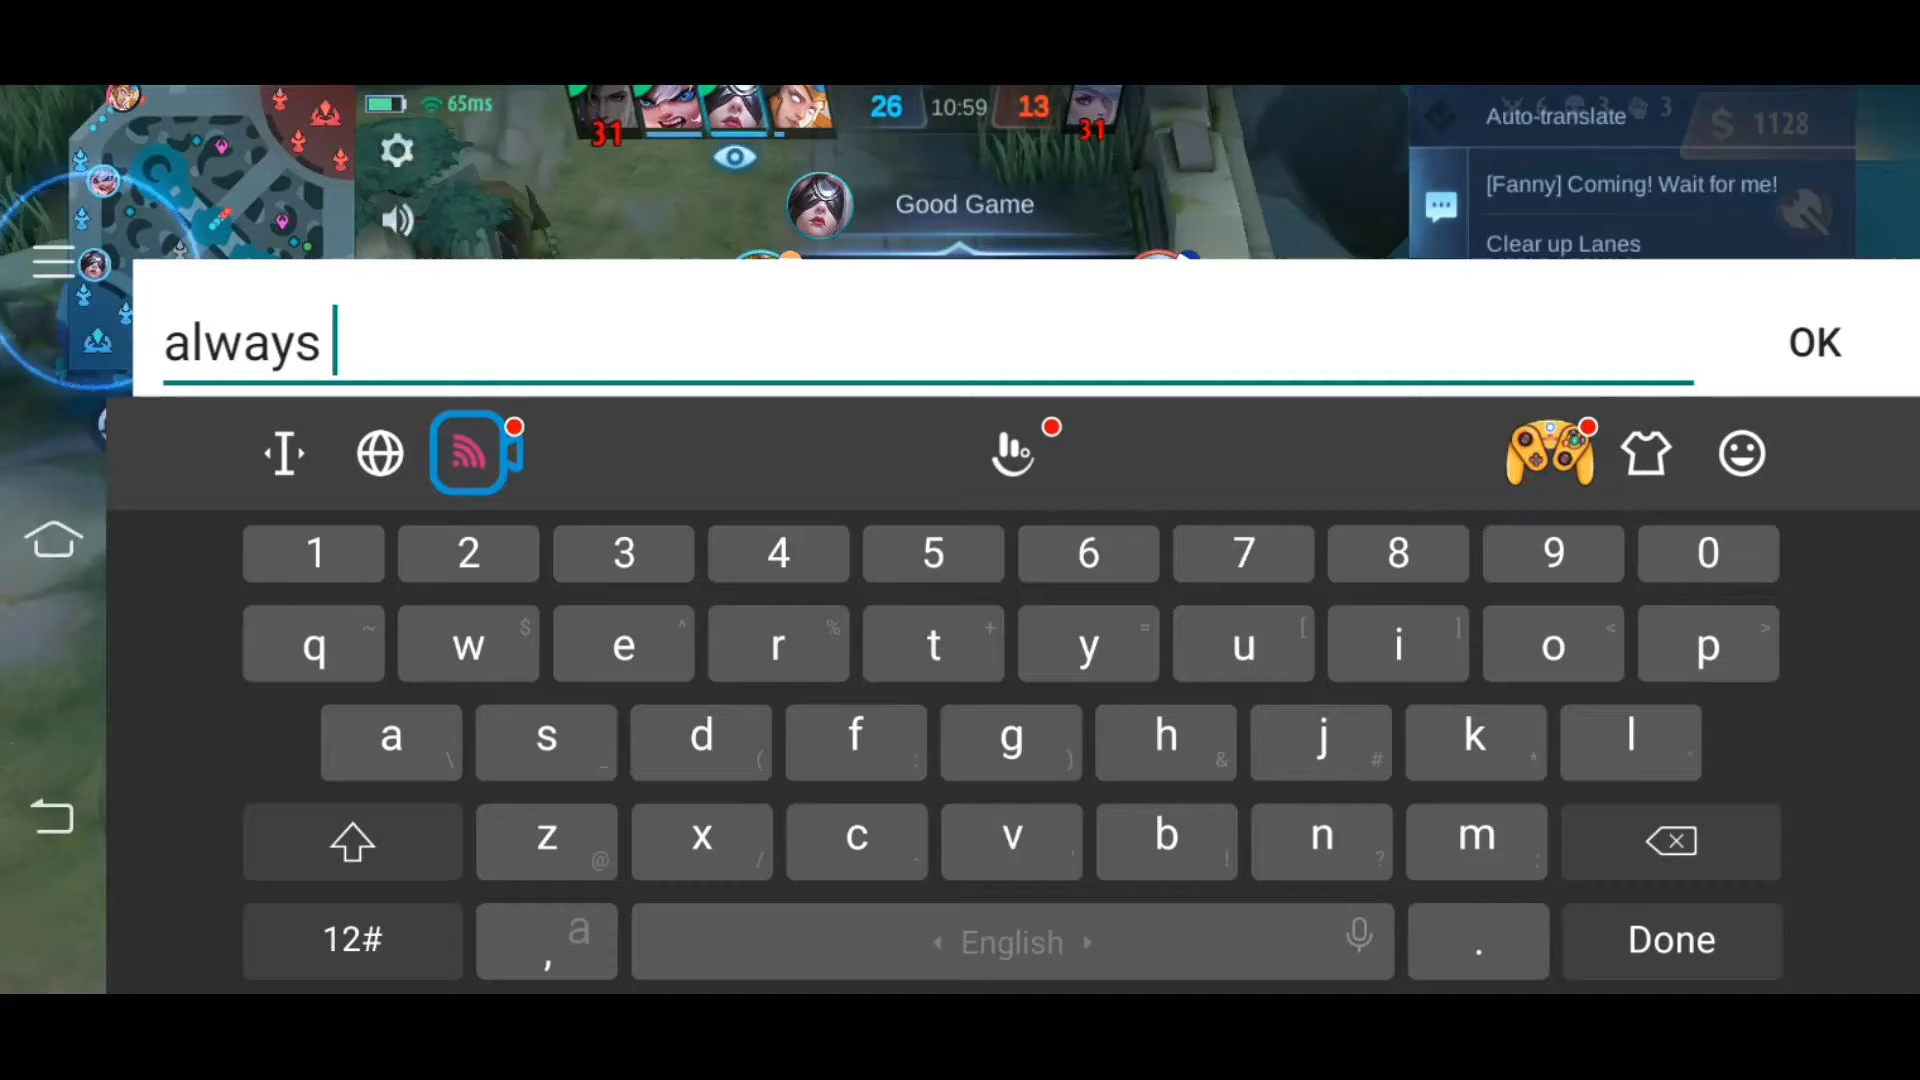 65ms
31
26 10:59 13
31
Auto-translate
1128
Good Game
[Fanny] Coming! Wait for me!
Clear up Lanes
always
OK
1 2 3 4 5 6 7 8 9 0
q ~ w $ e ^ r % t + y = u [ i ] o < p >
a \ s _ d ( f : g ) h & j # k * l
z @ x / c - v ' b ! n ? m ;
12# , a English . Done